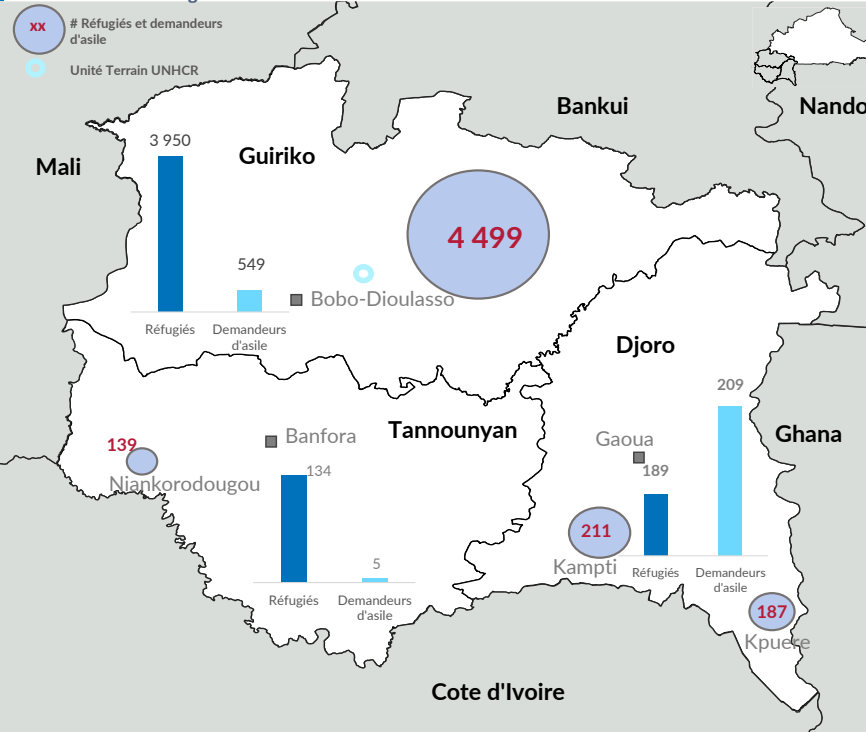 xx
# Réfugiés et demandeurs
d'asile
Unité Terrain UNHCR
Bankui
Nando
Mali
Guiriko
3 950
549
Réfugiés
Demandeurs
d'asile
4 499
Bobo-Dioulasso
Djoro
209
Gaoua
189
Ghana
Réfugiés
Demandeurs
d'asile
211
Kampti
187
Kpuere
Tannounyan
Banfora
139
Niankorodougou
134
5
Réfugiés
Demandeurs
d'asile
Cote d'Ivoire